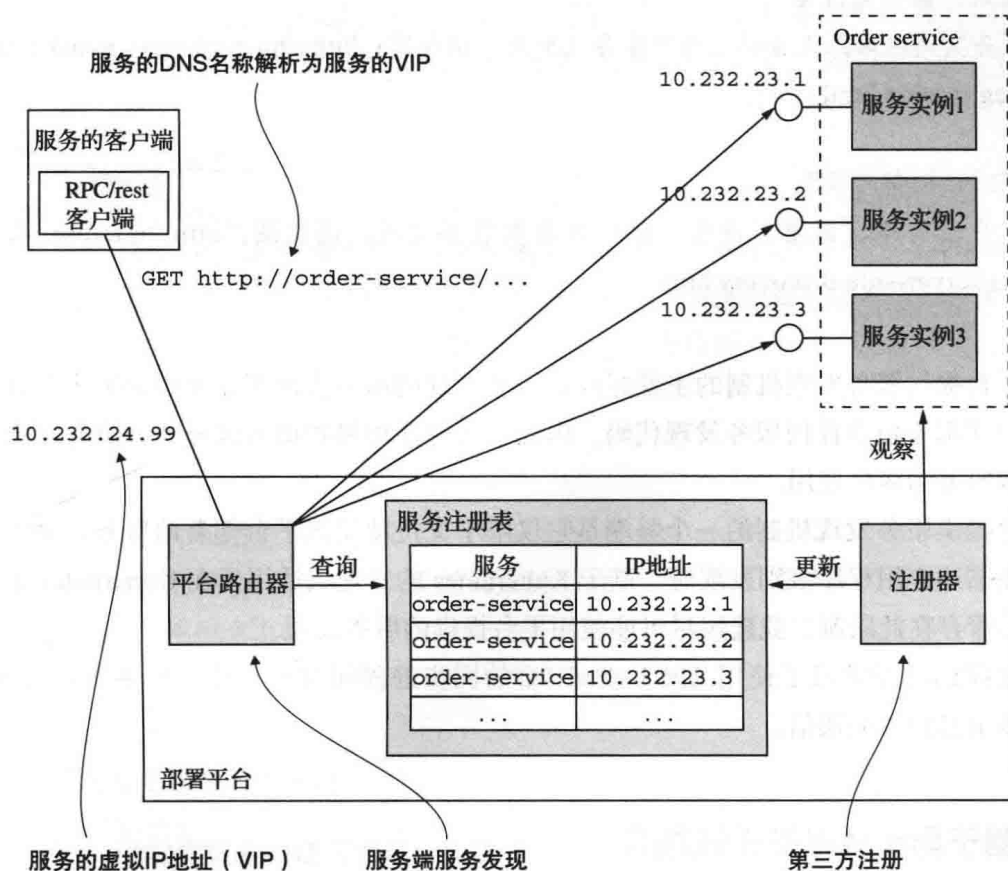 服务的DNS名称解析为服务的VIP
Order service
10.232.23.1
服务实例1
服务的客户端
RPC/rest
客户端
10.232.23.2
服务实例2
GET http://order-service/...
10.232.23.3
服务实例3
10.232.24.99
观察
服务注册表
平台路由器
查询
服务
IP地址
更新
注册器
order-service
10.232.23.1
order-service
10.232.23.2
order-service
10.232.23.3
...
...
部署平台
服务的虚拟IP地址（VIP）
服务端服务发现
第三方注册